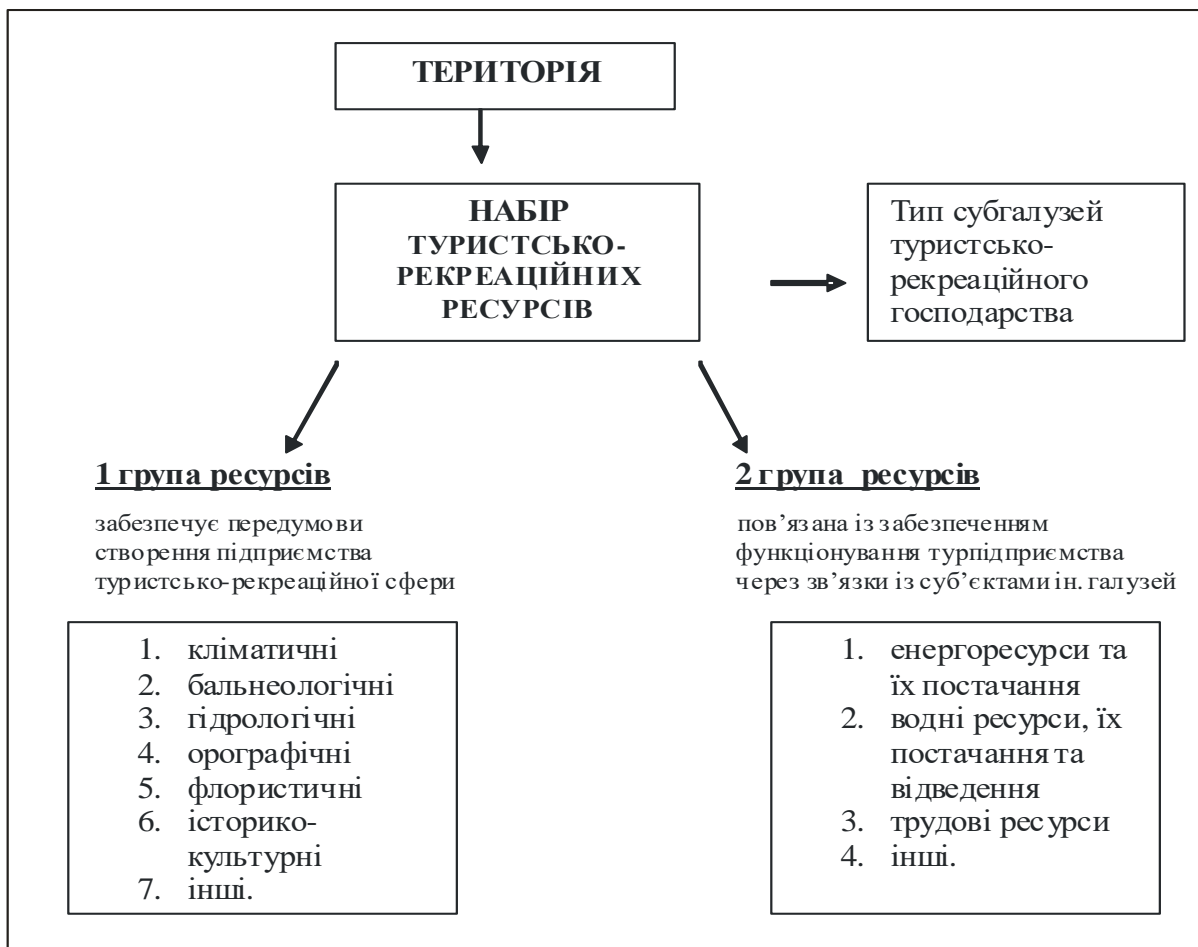 ТЕРИТОРІЯ
НАБІР
ТУРИСТСЬКО-
РЕКРЕАЦІЙНИХ
РЕСУРСІВ
Тип субгалузей
туристсько-
рекреаційного
господарства
1 група ресурсів
забезпечує передумови
створення підприємства
туристсько-рекреаційної сфери
1. кліматичні
2. бальнеологічні
3. гідрологічні
4. орографічні
5. флористичні
6. історико-
культурні
7. інші.
2 група ресурсів
пов’язана із забезпеченням
функціонування турпідприємства
через зв’язки із суб’єктами ін. галузей
1. енергоресурси та
їх постачання
2. водні ресурси, їх
постачання та
відведення
3. трудові ресурси
4. інші.